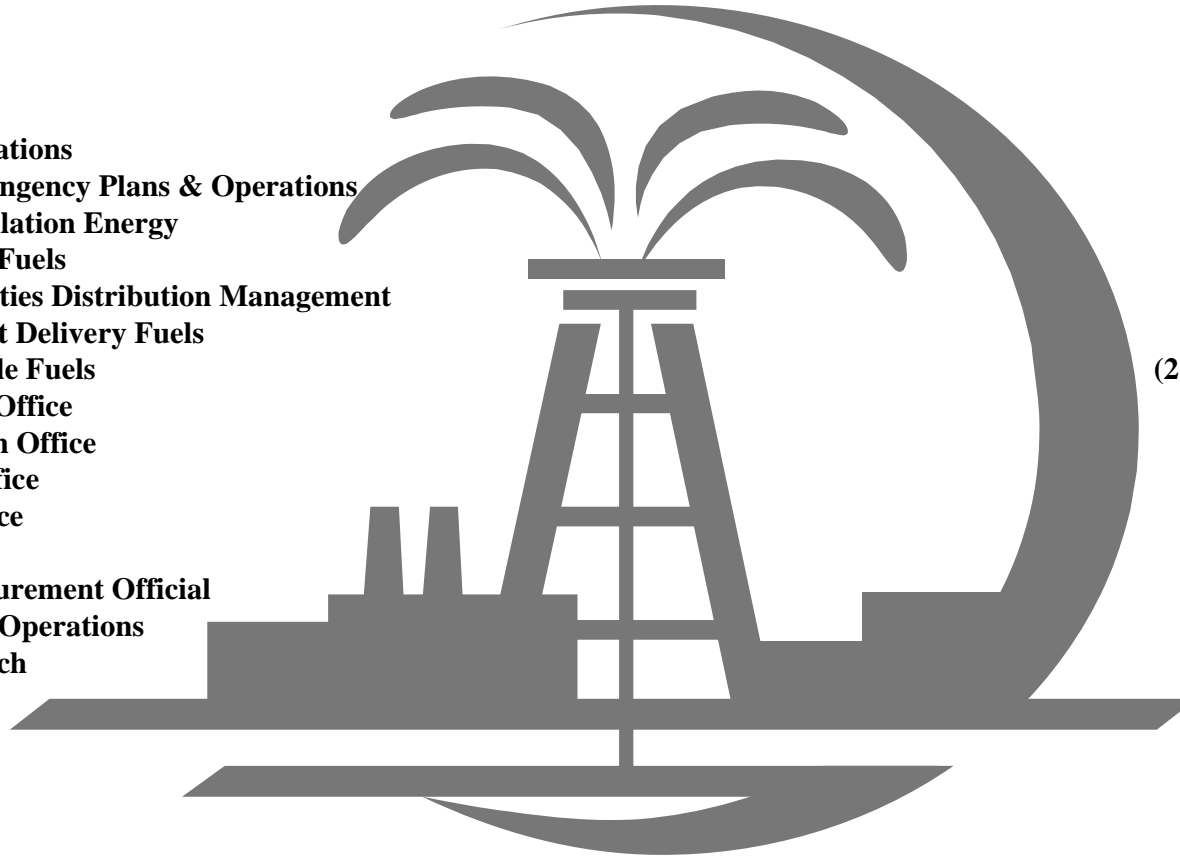 ations
ngency Plans & Operations
lation Energy
Fuels
ties Distribution Management
t Delivery Fuels
le Fuels
(2
Office
n Office
fice
ce
urement Official
Operations
ch